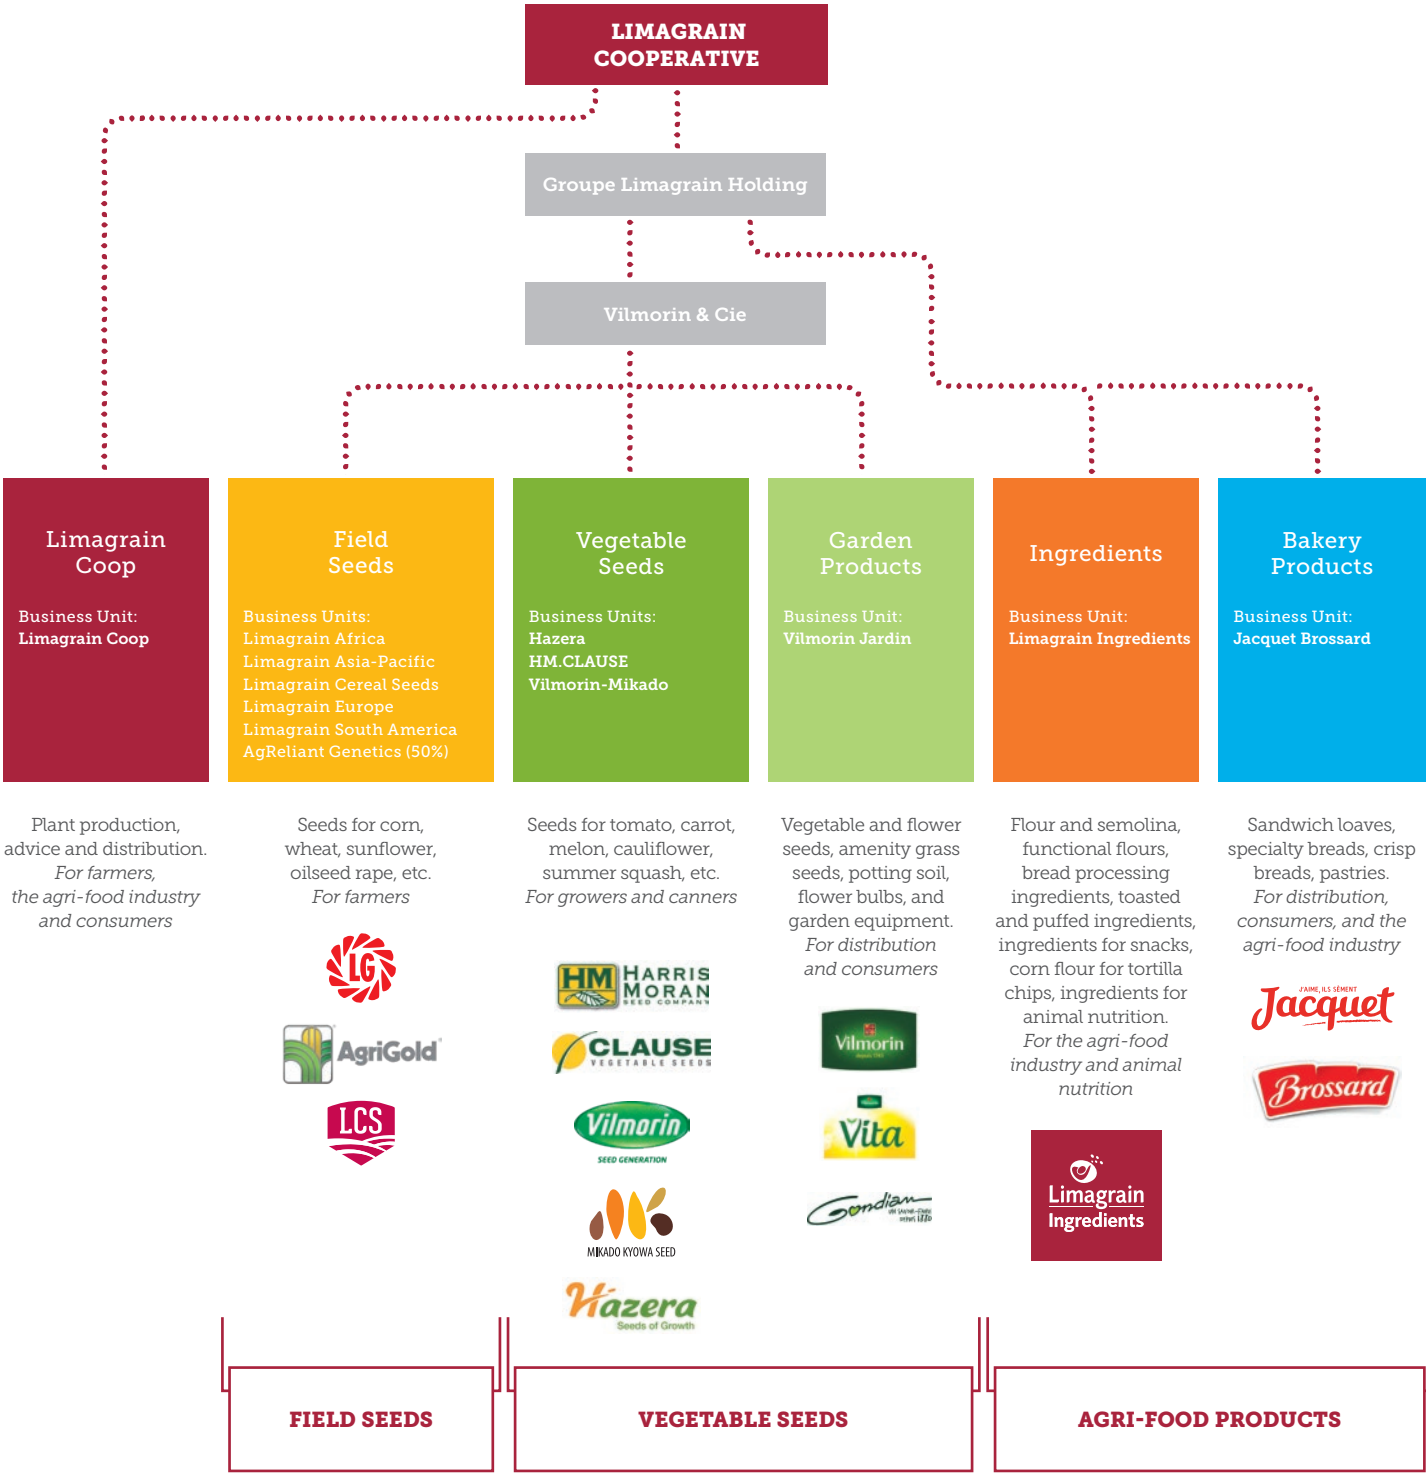 LIMAGRAIN
COOPERATIVE
Groupe Limagrain Holding
Vilmorin & Cie
Limagrain
Coop
Business Unit:
Limagrain Coop
Plant production,
advice and distribution.
For farmers,
the agri-food industry
and consumers
Field
Seeds
Business Units:
Limagrain Africa
Limagrain Asia-Pacific
Limagrain Cereal Seeds
Limagrain Europe
Limagrain South America
AgReliant Genetics (50%)
Seeds for corn,
wheat, sunflower,
oilseed rape, etc.
For farmers
LG
AgriGold
LCS
Vegetable
Seeds
Business Units:
Hazera
HM.CLAUSE
Vilmorin-Mikado
Seeds for tomato, carrot,
melon, cauliflower,
summer squash, etc.
For growers and canners
HM HARRIS
MORAN
SEED COMPANY
CLAUSE
VEGETABLE SEEDS
Vilmorin
SEED GENERATION
MIKADO KYOWA SEED
Hazera
Seeds of Growth
Garden
Products
Business Unit:
Vilmorin Jardin
Vegetable and flower
seeds, amenity grass
seeds, potting soil,
flower bulbs, and
garden equipment.
For distribution
and consumers
Vilmorin
depuis 1743
Vita
Gondian
UN SAVOIR-FAIRE
DEPUIS 1880
Ingredients
Business Unit:
Limagrain Ingredients
Flour and semolina,
functional flours,
bread processing
ingredients, toasted
and puffed ingredients,
ingredients for snacks,
corn flour for tortilla
chips, ingredients for
animal nutrition.
For the agri-food
industry and animal
nutrition
Limagrain
Ingredients
Bakery
Products
Business Unit:
Jacquet Brossard
Sandwich loaves,
specialty breads, crisp
breads, pastries.
For distribution,
consumers, and the
agri-food industry
J'AIME, ILS SÈMENT
Jacquet
Brossard
FIELD SEEDS
VEGETABLE SEEDS
AGRI-FOOD PRODUCTS